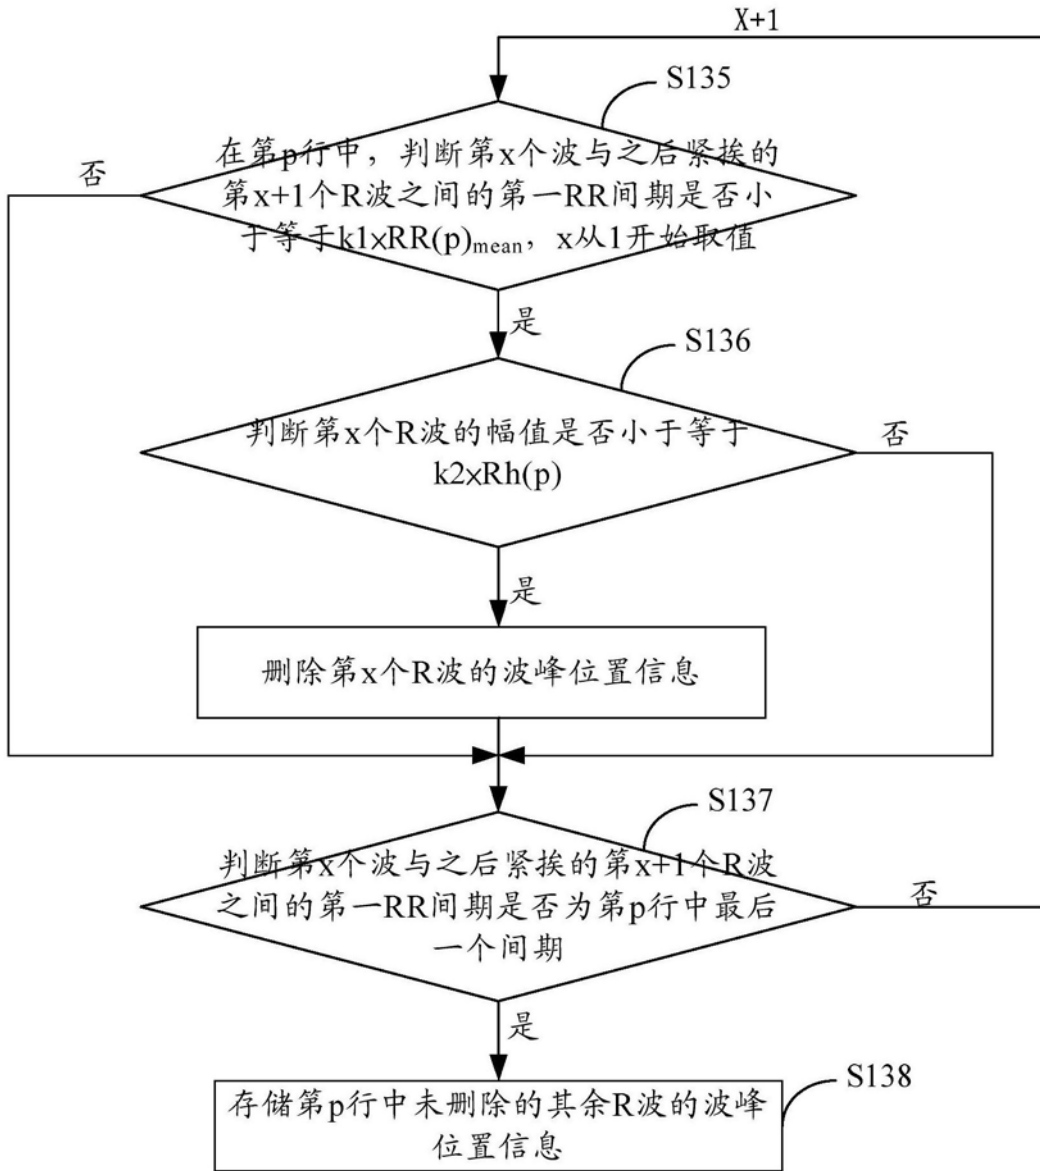 X+1
S135
在第p行中，判断第x个波与之后紧挨的
第x+1个R波之间的第一RR间期是否小
于等于k1×RR(p)mean，x从1开始取值
否
是
S136
判断第x个R波的幅值是否小于等于
k2×Rh(p)
否
是
删除第x个R波的波峰位置信息
S137
判断第x个波与之后紧挨的第x+1个R波
之间的第一RR间期是否为第p行中最后
一个间期
否
是
S138
存储第p行中未删除的其余R波的波峰
位置信息